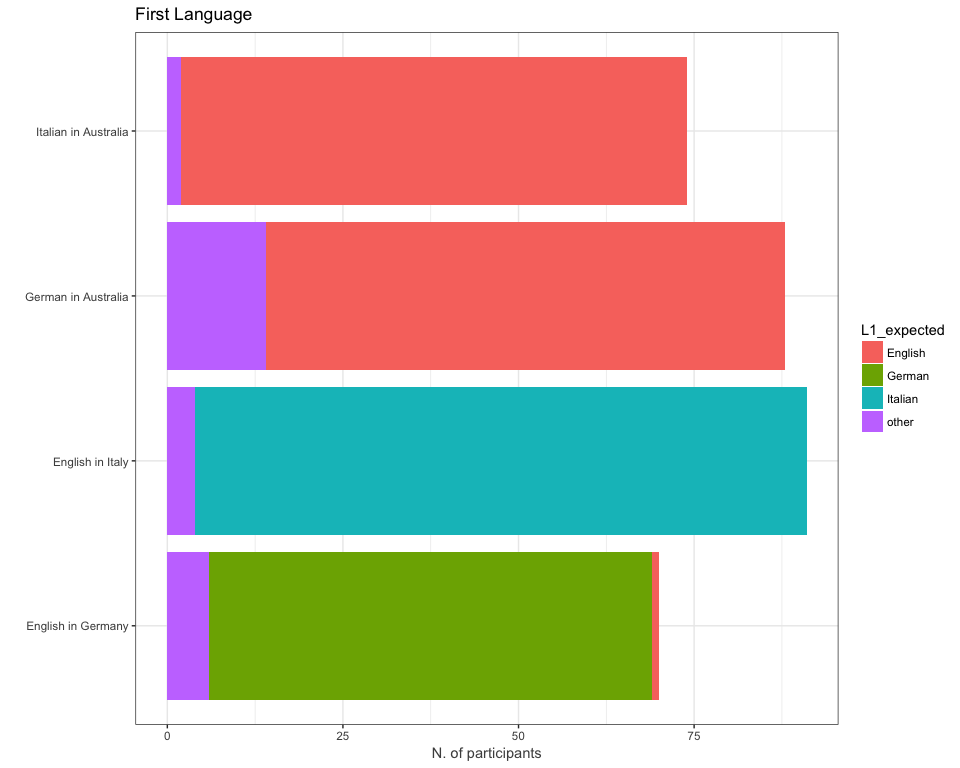 First Language
Italian in Australia
German in Australia
English in Italy
English in Germany
0 25 50 75
N. of participants
L1_expected
English
German
Italian
other